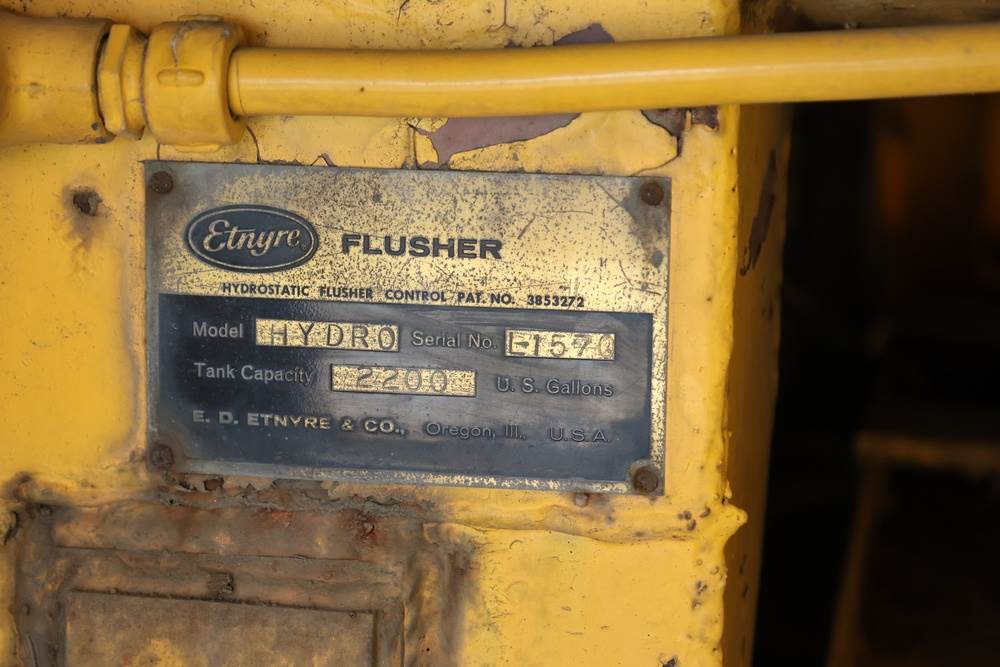 Etnyre FLUSHER
HYDROSTATIC FLUSHER CONTROL PAT. NO. 3853272
Model HYDRO Serial No. L-1570
Tank Capacity 2200 U. S. Gallons
E. D. ETNYRE & CO., Oregon, Ill., U.S.A